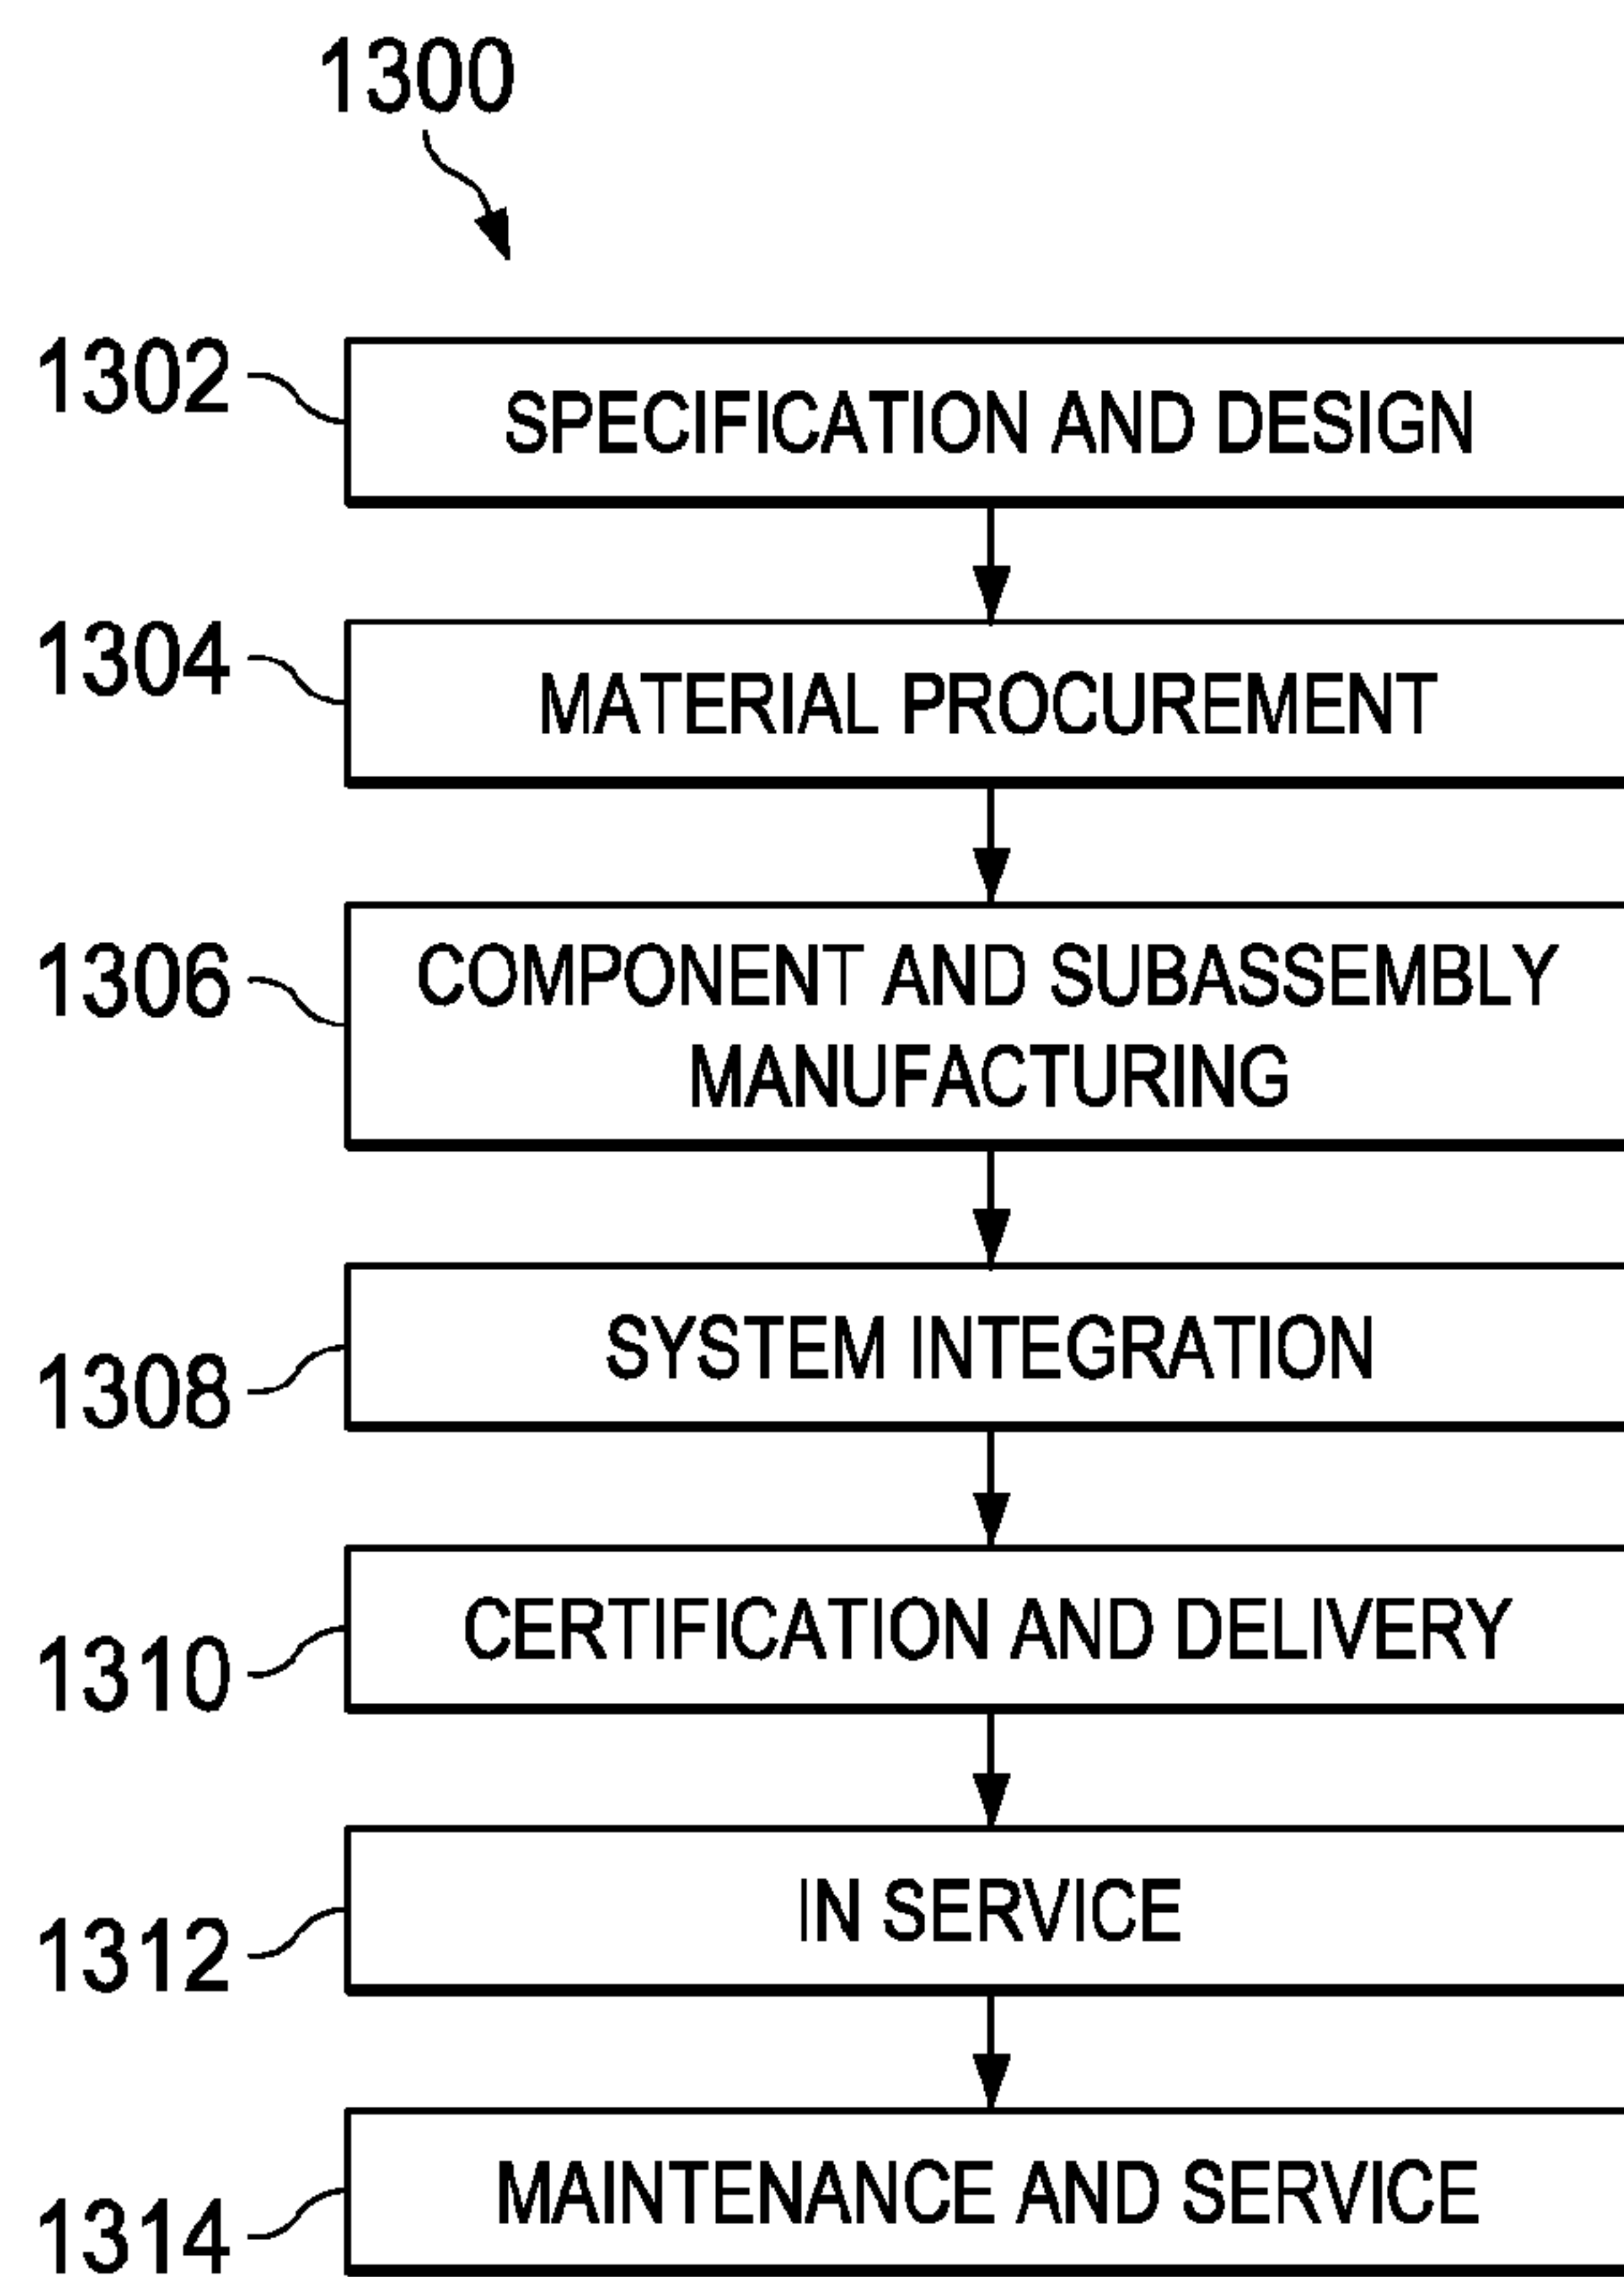 1300
1302
SPECIFICATION AND DESIGN
1304
MATERIAL PROCUREMENT
1306
COMPONENT AND SUBASSEMBLY
MANUFACTURING
1308
SYSTEM INTEGRATION
1310
CERTIFICATION AND DELIVERY
1312
IN SERVICE
1314
MAINTENANCE AND SERVICE